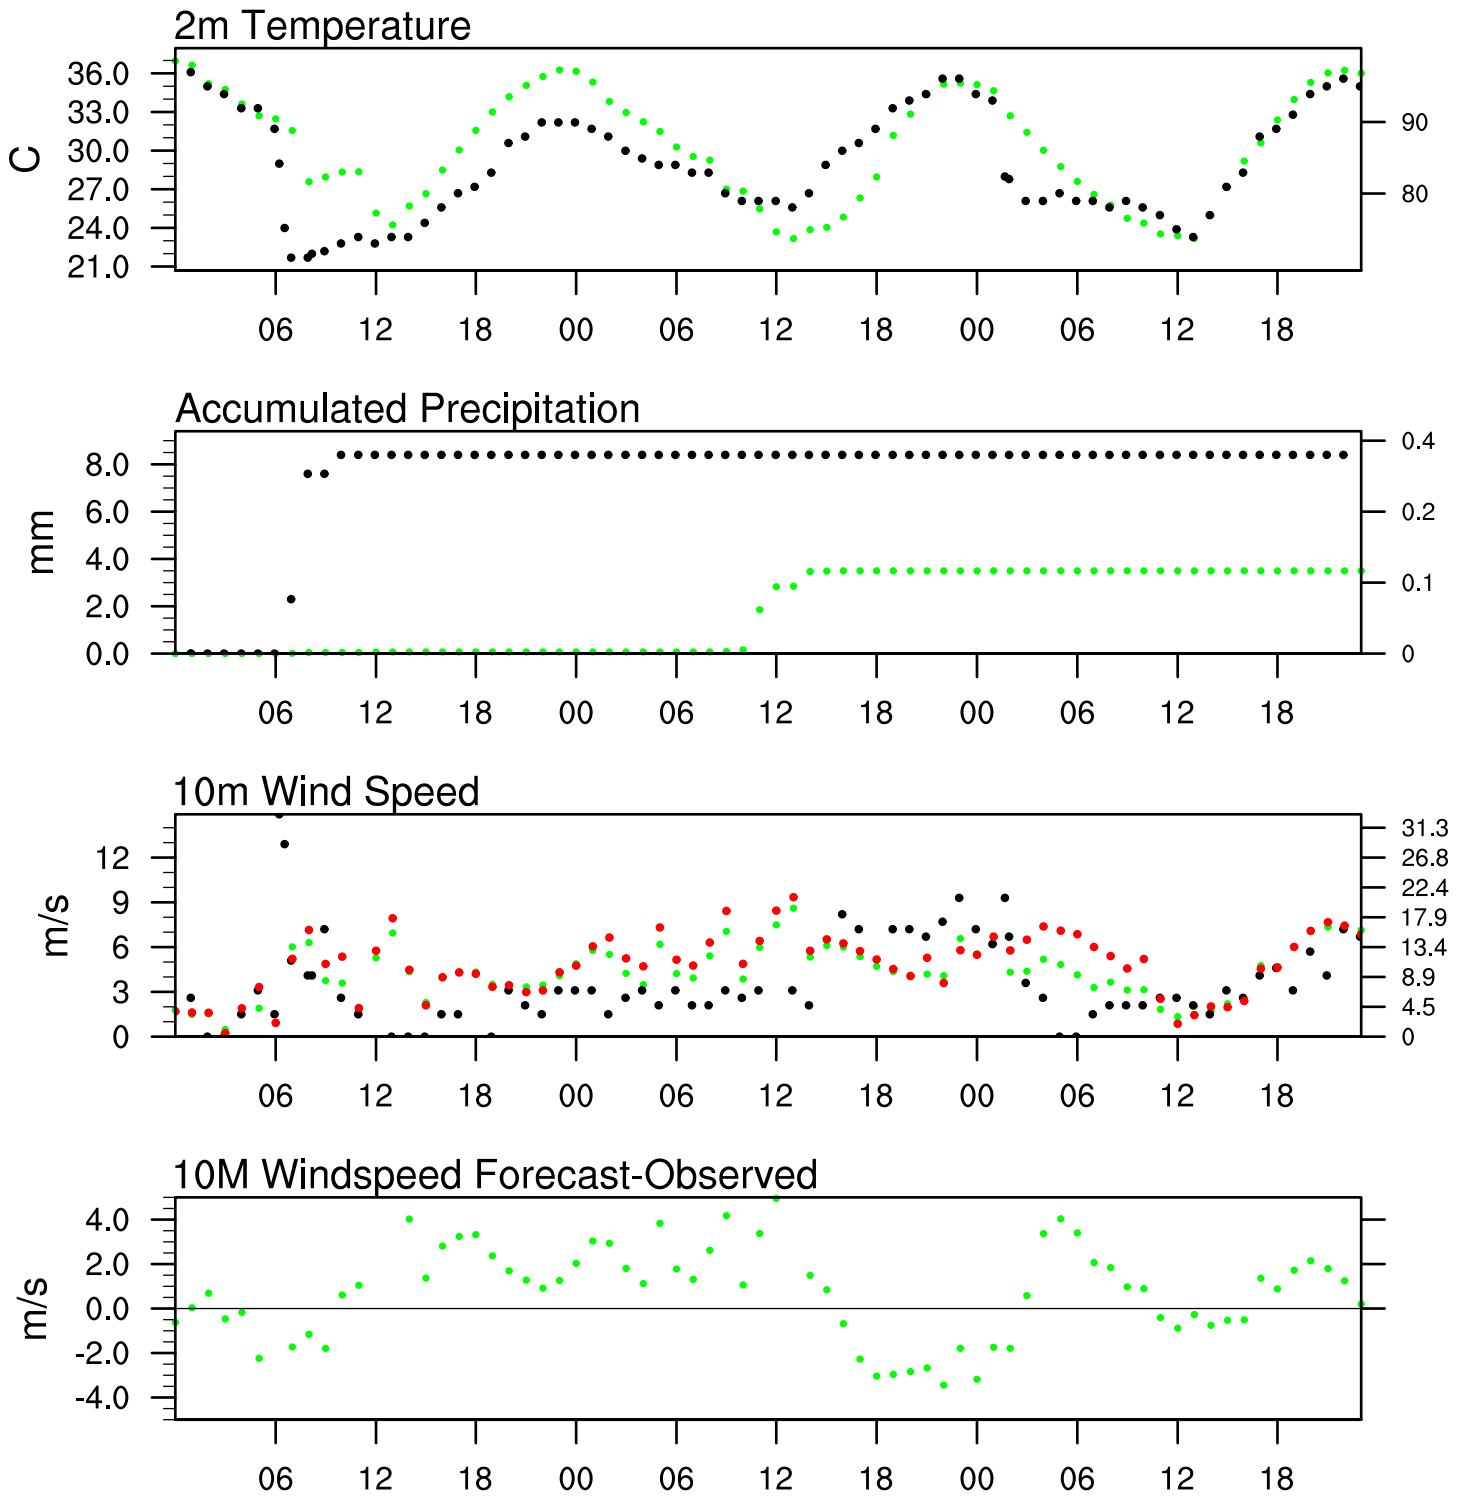 2m Temperature
C
36.0
33.0
30.0
27.0
24.0
21.0
90
80
06 12 18 00 06 12 18 00 06 12 18
Accumulated Precipitation
mm
8.0
6.0
4.0
2.0
0.0
0.4
0.2
0.1
0
06 12 18 00 06 12 18 00 06 12 18
10m Wind Speed
m/s
12
9
6
3
0
31.3
26.8
22.4
17.9
13.4
8.9
4.5
0
06 12 18 00 06 12 18 00 06 12 18
10M Windspeed Forecast-Observed
m/s
4.0
2.0
0.0
-2.0
-4.0
06 12 18 00 06 12 18 00 06 12 18